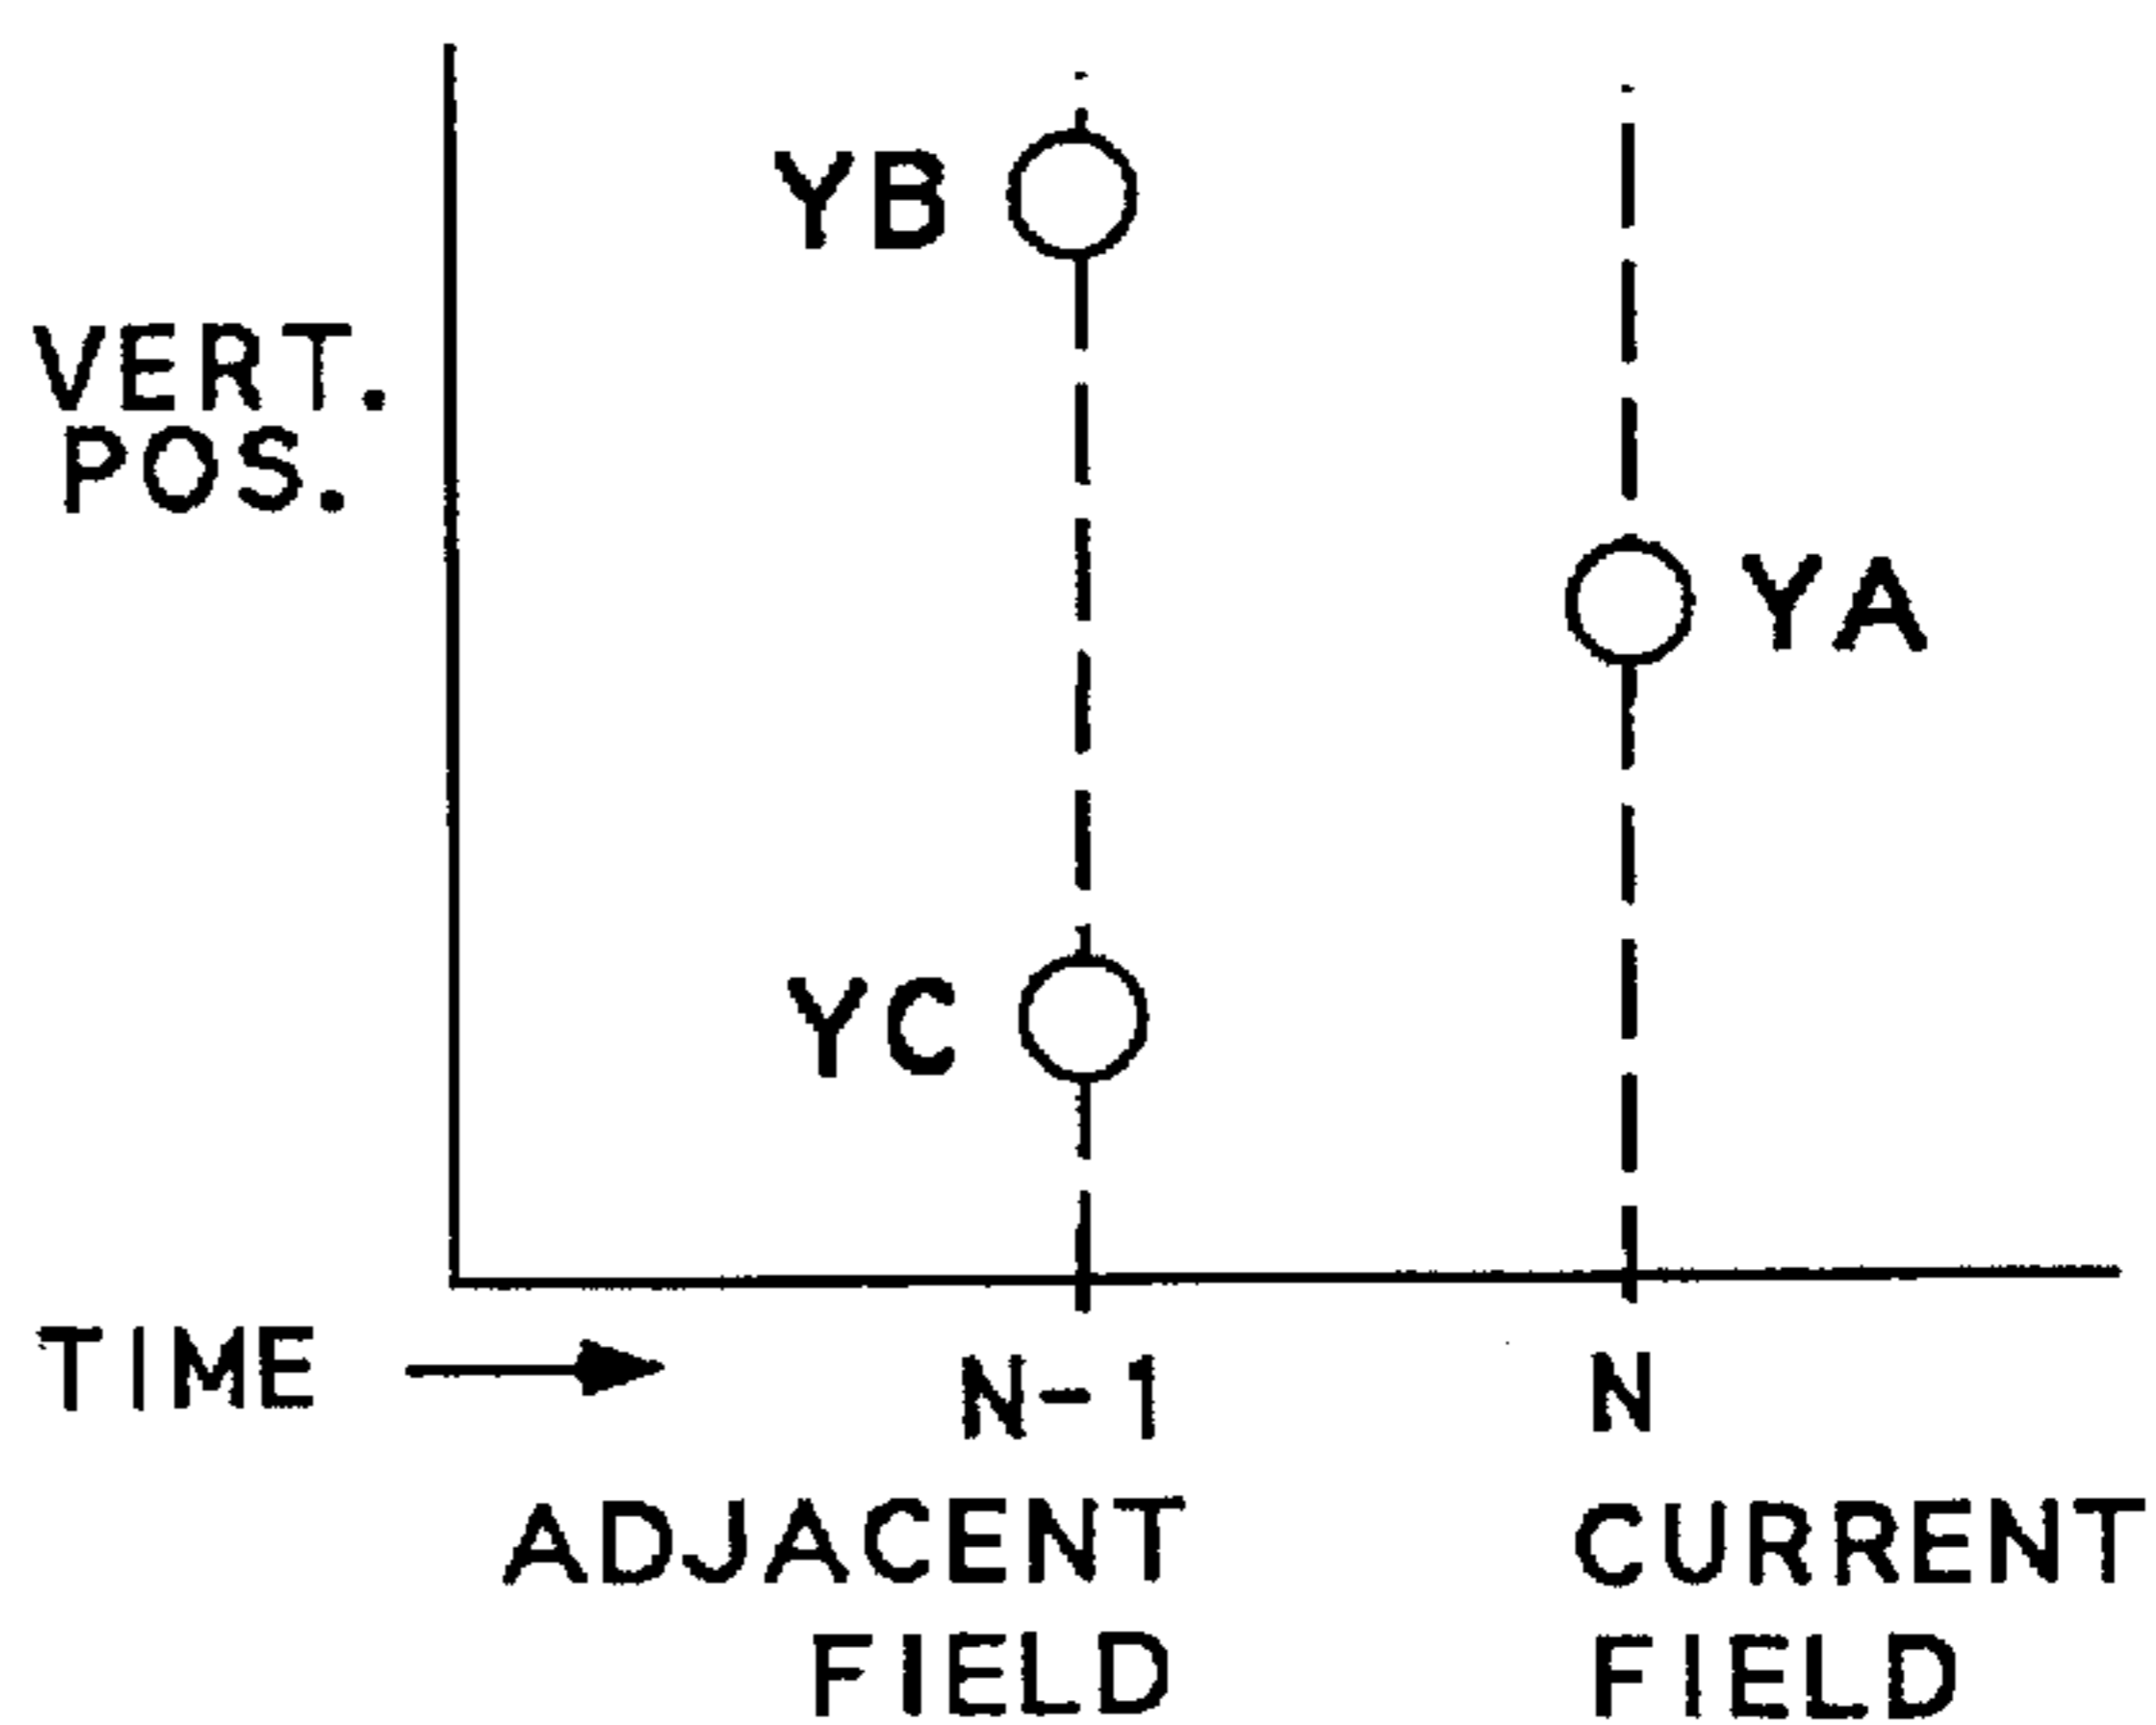 YB
VERT.
POS.
YA
YC
TIME
N-1
N
ADJACENT
FIELD
CURRENT
FIELD